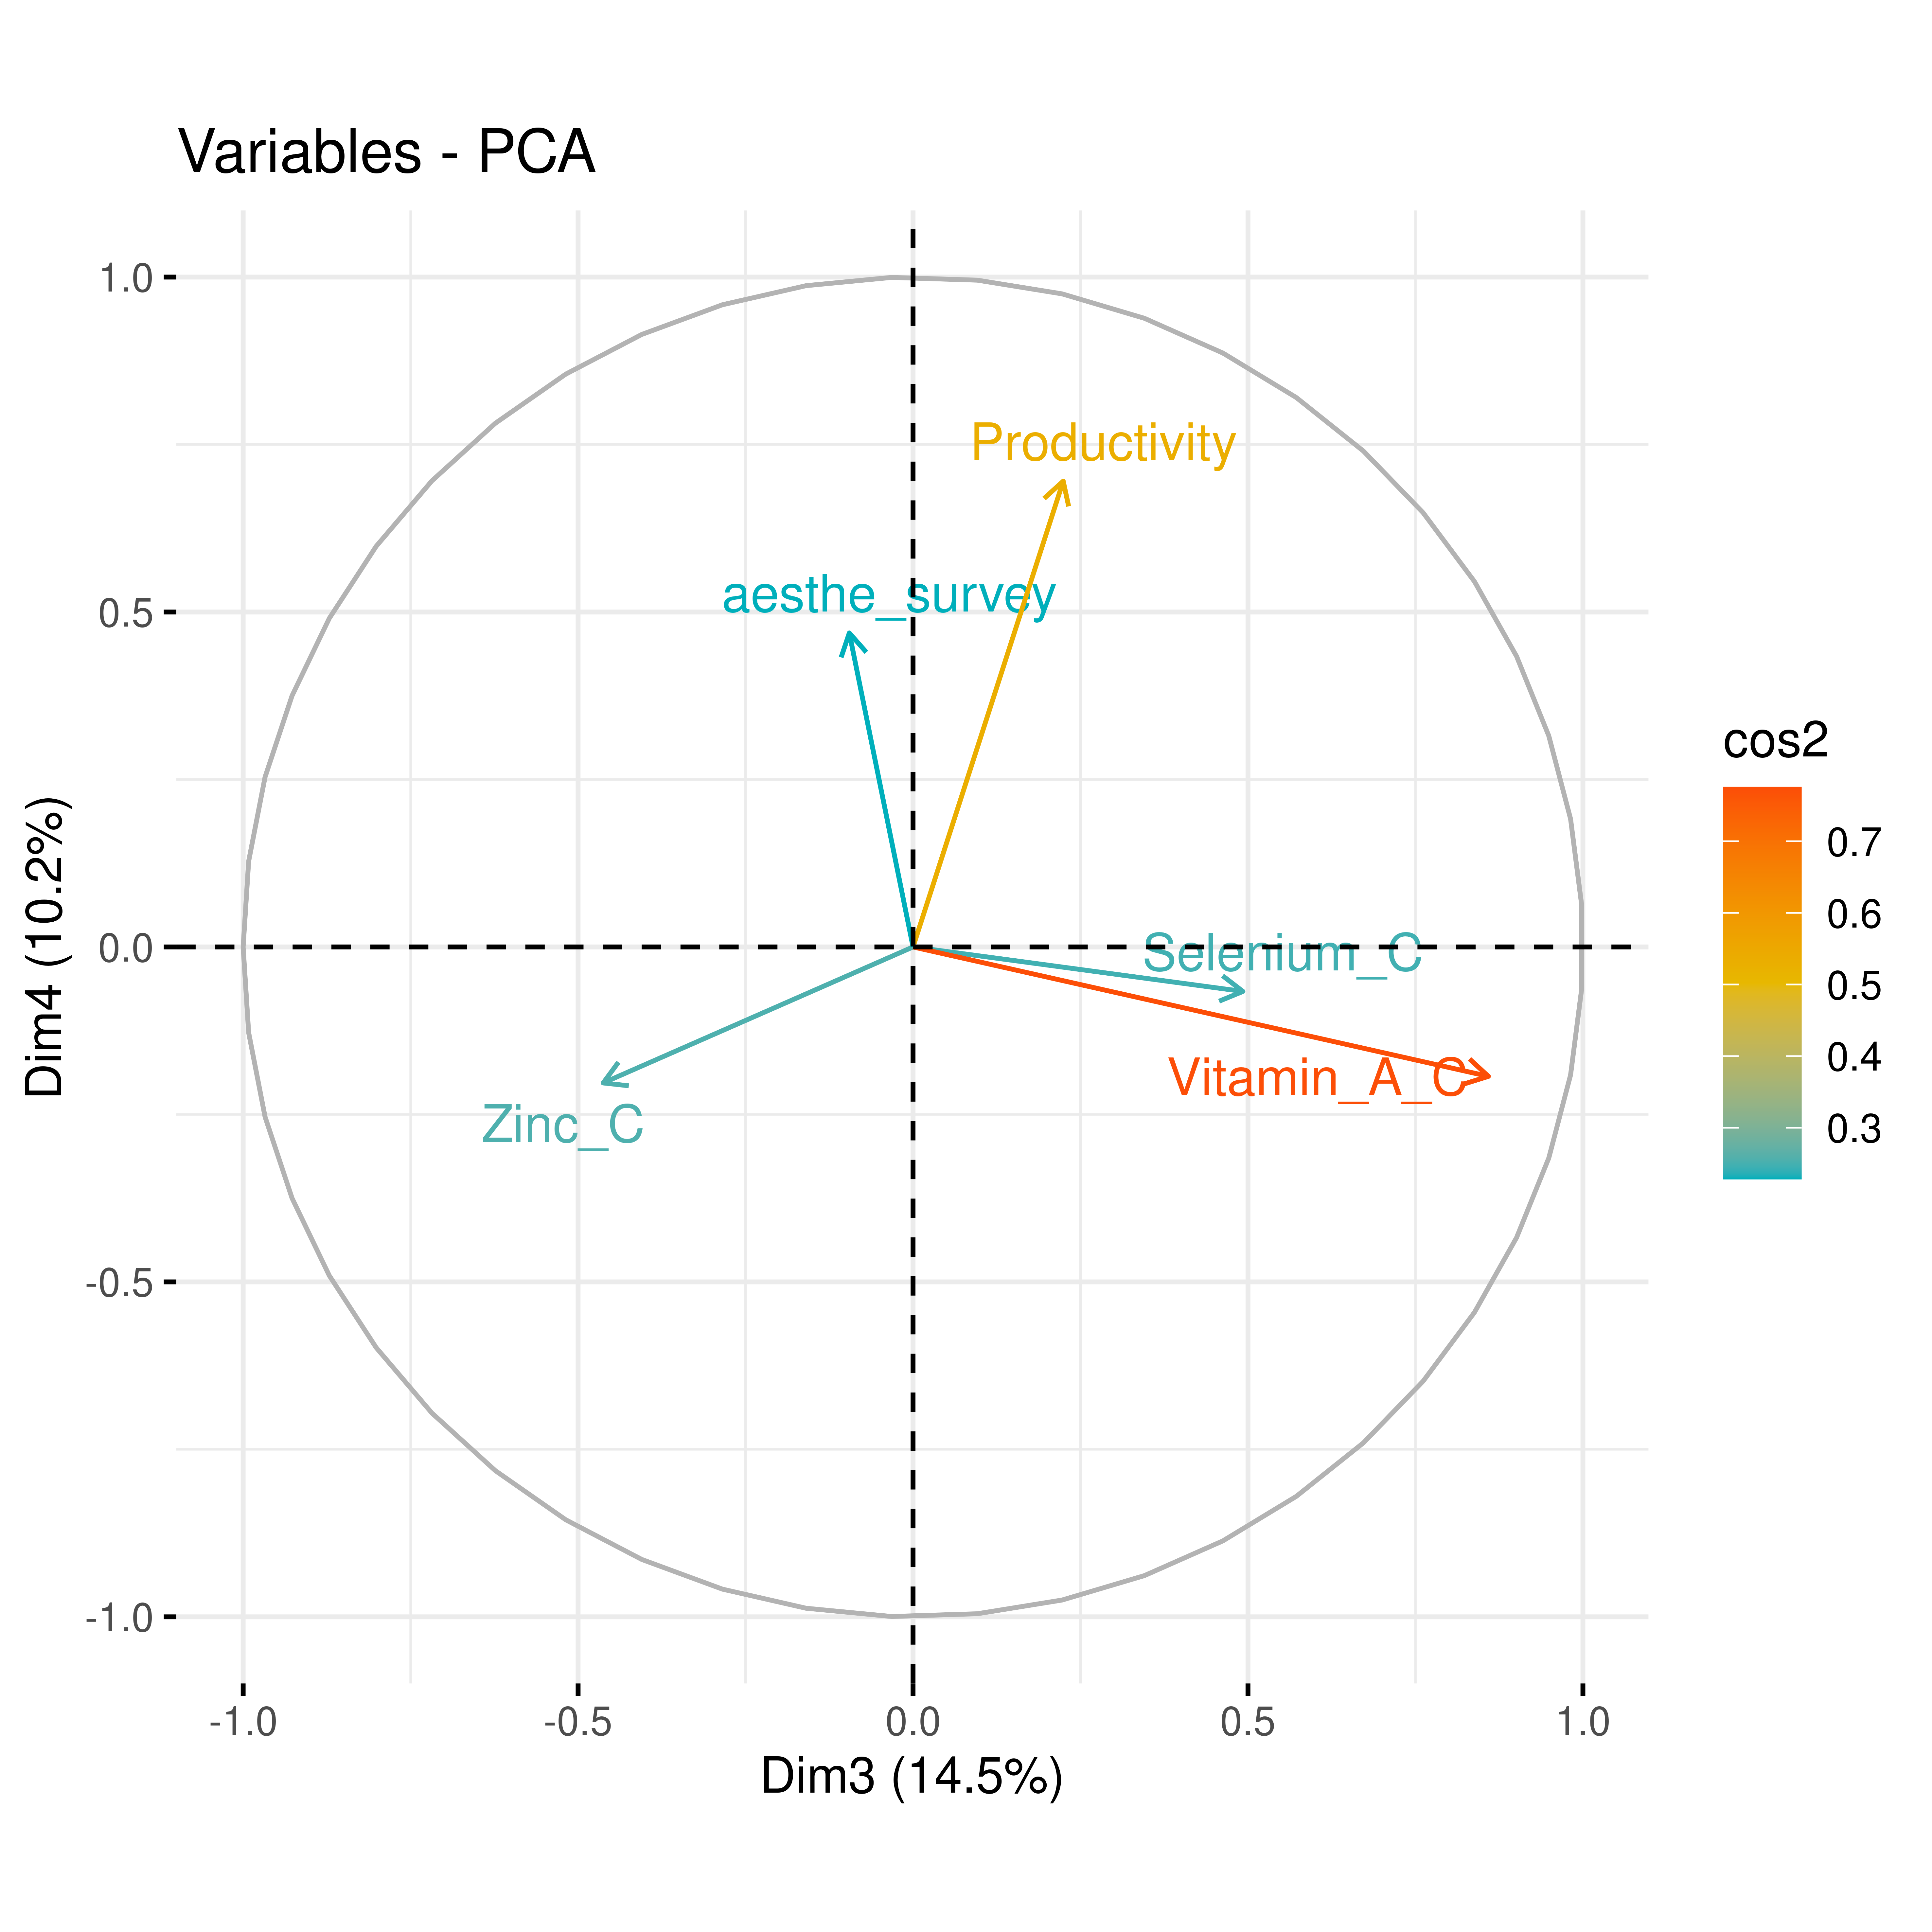 Variables - PCA
1.0
0.5
0.0
-0.5
-1.0
Dim4 (10.2%)
Productivity
aesthe_survey
Selenium_C
Vitamin_A_C
Zinc_C
-1.0
-0.5
0.0
0.5
1.0
Dim3 (14.5%)
cos2
0.7
0.6
0.5
0.4
0.3